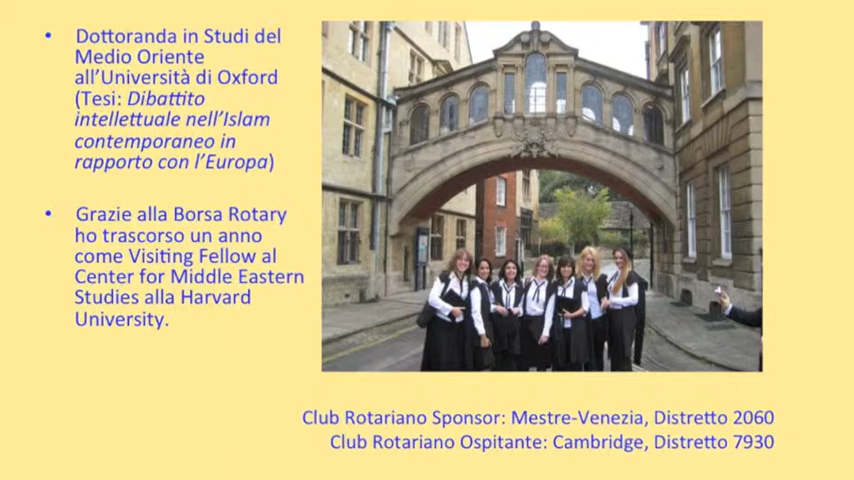 • Dottoranda in Studi del
Medio Oriente
all’Università di Oxford
(Tesi: Dibattito
intellettuale nell’Islam
contemporaneo in
rapporto con l’Europa)
• Grazie alla Borsa Rotary
ho trascorso un anno
come Visiting Fellow al
Center for Middle Eastern
Studies alla Harvard
University.
Club Rotariano Sponsor: Mestre-Venezia, Distretto 2060
Club Rotariano Ospitante: Cambridge, Distretto 7930